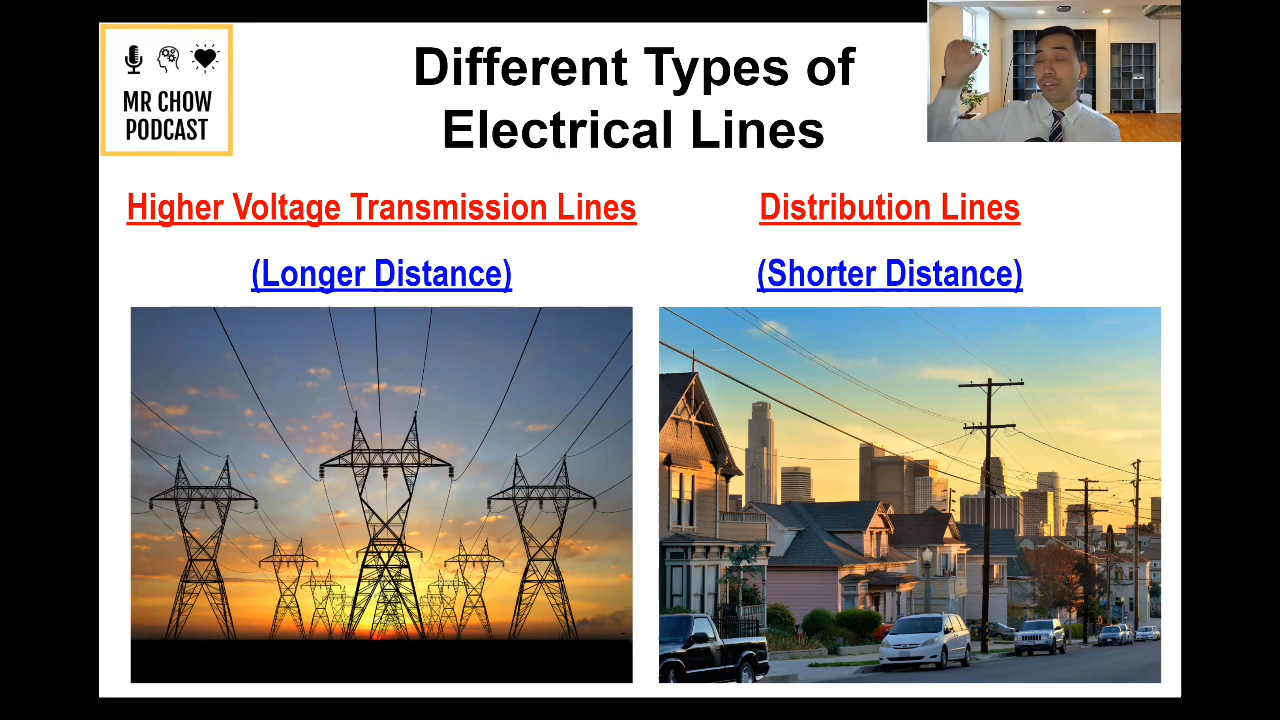 MR CHOW
PODCAST
Different Types of
Electrical Lines
Higher Voltage Transmission Lines
(Longer Distance)
Distribution Lines
(Shorter Distance)